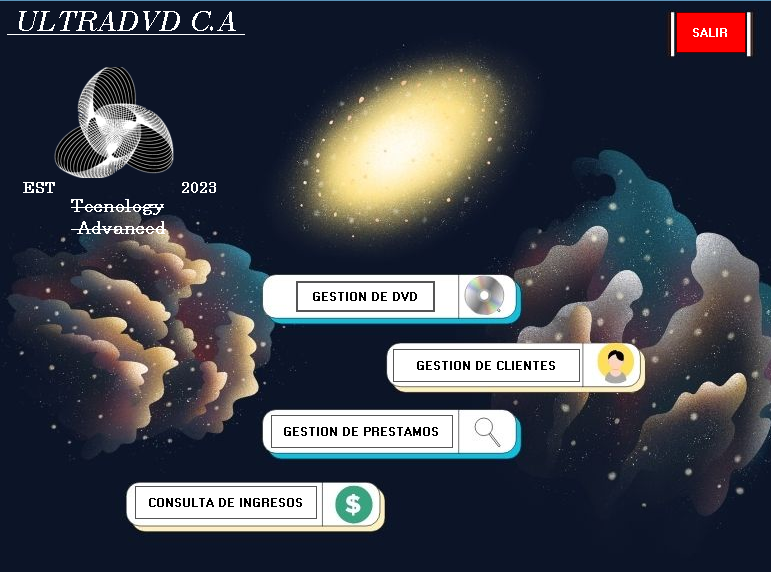 ULTRADVD C.A
SALIR
EST 2023
Tecnology
Advanced
GESTION DE DVD
GESTION DE CLIENTES
GESTION DE PRESTAMOS
CONSULTA DE INGRESOS
$